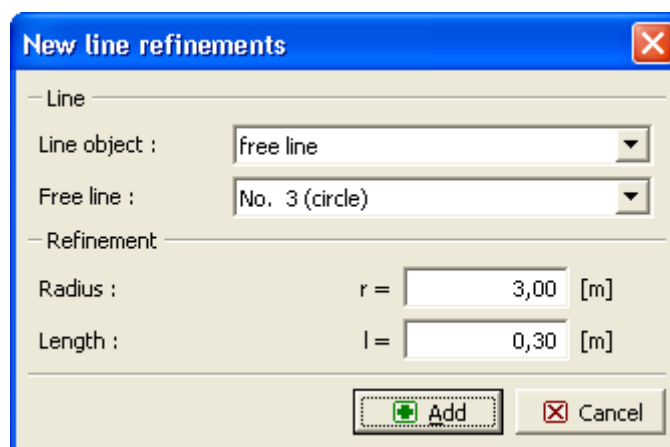 New line refinements
Line
Line object : free line
Free line : No. 3 (circle)
Refinement
Radius : r = 3,00 [m]
Length : l = 0,30 [m]
Add Cancel